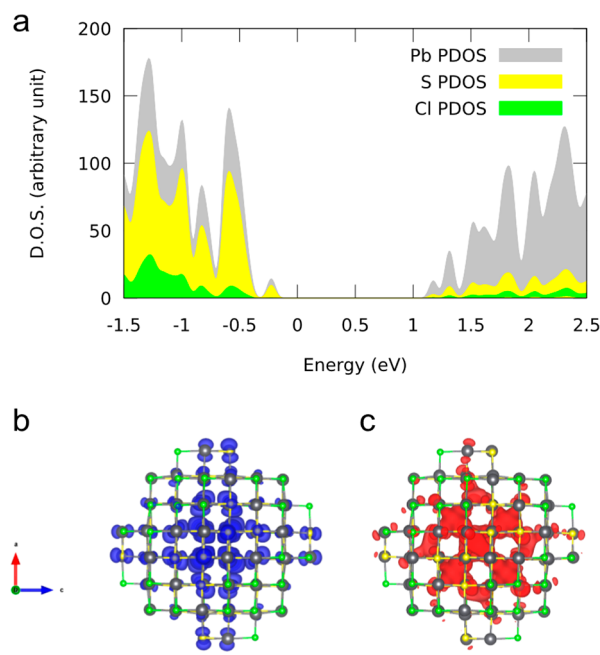 a
200
150
100
50
0
D.O.S. (arbitrary unit)
Pb PDOS
S PDOS
Cl PDOS
-1.5 -1 -0.5 0 0.5 1 1.5 2 2.5
Energy (eV)
b c
a
c